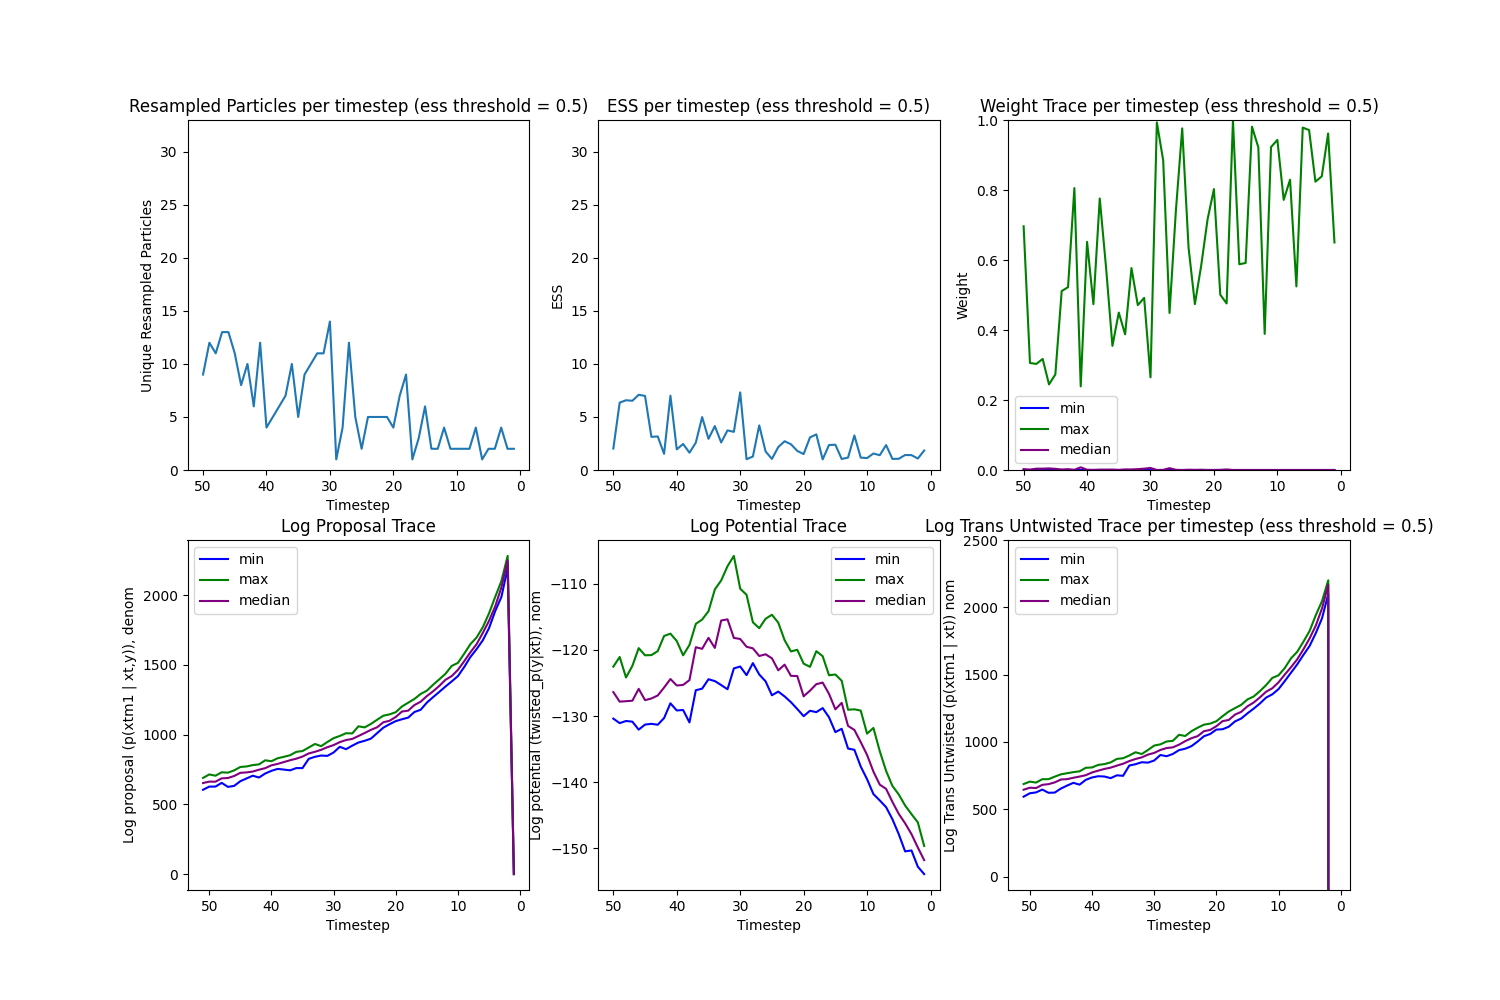 Resampled Particles per timestep (ess threshold = 0.5)
Unique Resampled Particles
30
25
20
15
10
5
0
50 40 30 20 10 0
Timestep
ESS per timestep (ess threshold = 0.5)
ESS
30
25
20
15
10
5
0
50 40 30 20 10 0
Timestep
Weight Trace per timestep (ess threshold = 0.5)
Weight
1.0
0.8
0.6
0.4
0.2
0.0
min
max
median
50 40 30 20 10 0
Timestep
Log Proposal Trace
Log proposal (p(xtm1 | xt,y)), denom
2000
1500
1000
500
0
min
max
median
50 40 30 20 10 0
Timestep
Log Potential Trace
Log potential (twisted_p(y|xt)), nom
−110
−120
−130
−140
−150
min
max
median
50 40 30 20 10 0
Timestep
Log Trans Untwisted Trace per timestep (ess threshold = 0.5)
Log Trans Untwisted (p(xtm1 | xt)) nom
2500
2000
1500
1000
500
0
min
max
median
50 40 30 20 10 0
Timestep